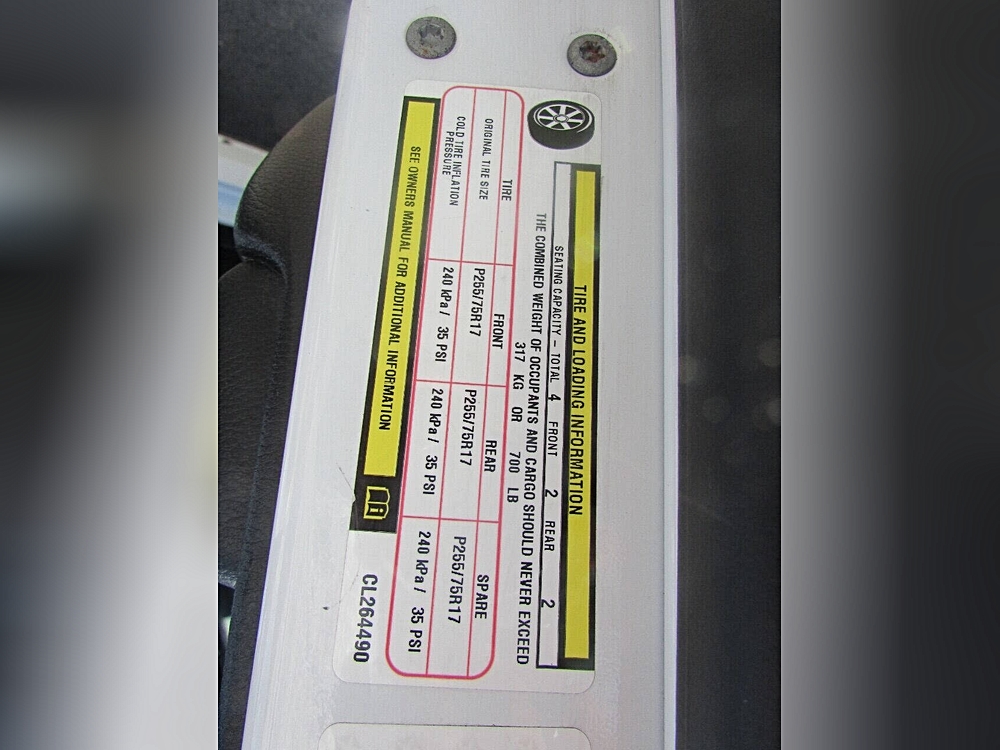 TIRE AND LOADING INFORMATION
SEATING CAPACITY – TOTAL 4 FRONT 2 REAR 2
THE COMBINED WEIGHT OF OCCUPANTS AND CARGO SHOULD NEVER EXCEED
317 KG OR 700 LB
TIRE FRONT REAR SPARE
ORIGINAL TIRE SIZE P255/75R17 P255/75R17 P255/75R17
COLD TIRE INFLATION
PRESSURE 240 kPa / 35 PSI 240 kPa / 35 PSI 240 kPa / 35 PSI
SEE OWNERS MANUAL FOR ADDITIONAL INFORMATION
CL264490